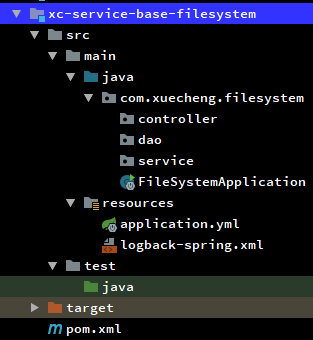 xc-service-base-filesystem
src
main
java
com.xuecheng.filesystem
controller
dao
service
FileSystemApplication
resources
application.yml
logback-spring.xml
test
java
target
pom.xml